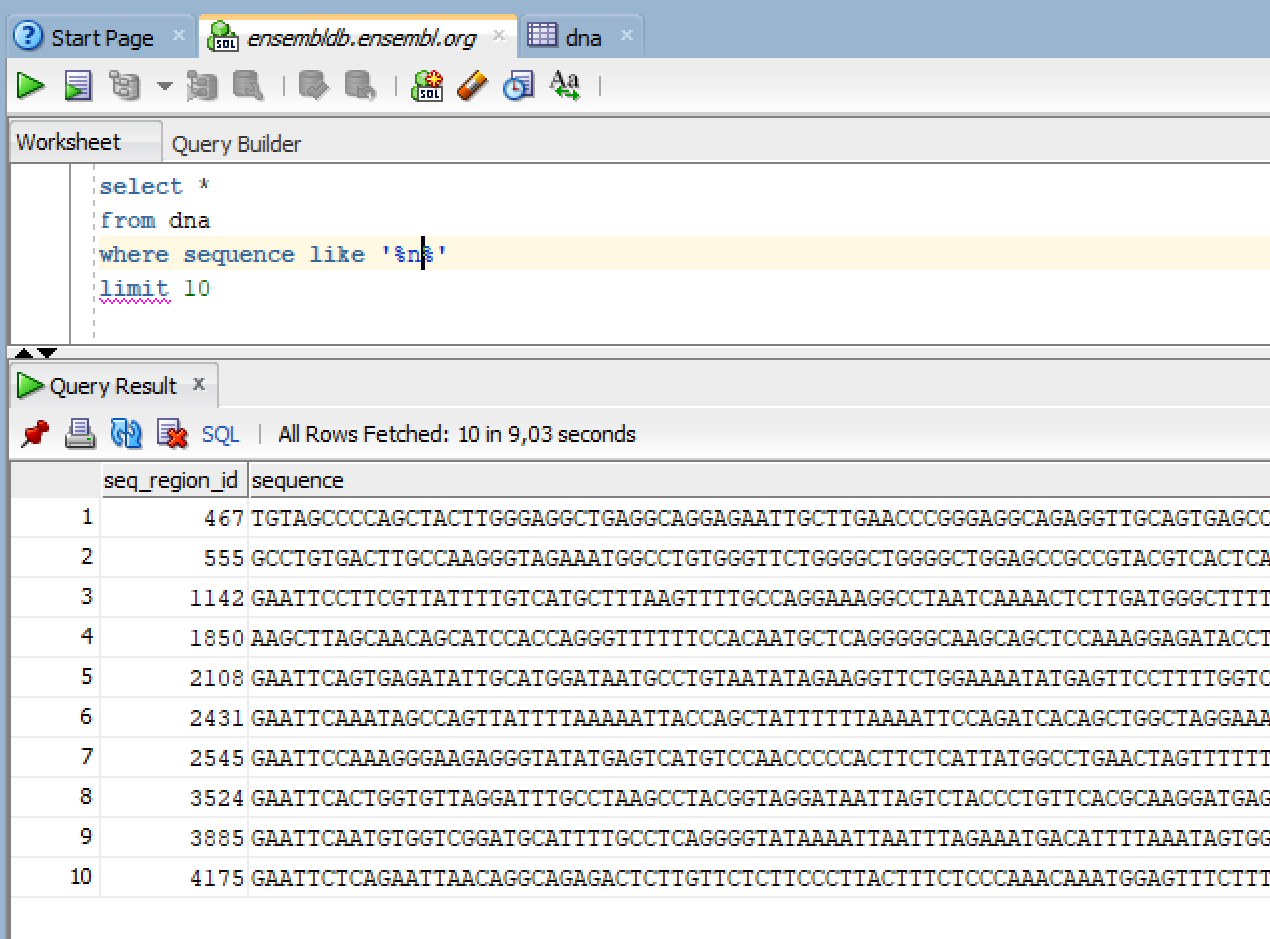 Start Page
ensembldb.ensembl.org
dna
SQL
Aa
Worksheet
Query Builder
select *
from dna
where sequence like '%n%'
limit 10
Query Result
SQL
All Rows Fetched: 10 in 9,03 seconds
seq_region_id sequence
1 467 TGTAGCCCCAGCTACTTGGGAGGCTGAGGCAGGAGAATTGCTTGAACCCGGGAGGCAGAGGTTGCAGTGAGCC
2 555 GCCTGTGACTTGCCAAGGGTAGAAATGGCCTGTGGGTTCTGGGGCTGGGGCTGGAGCCGCCGTACGTCACTCA
3 1142 GAATTCCTTCGTTATTTTGTCATGCTTTAAGTTTTGCCAGGAAAGGCCTAATCAAAACTCTTGATGGGCTTTT
4 1850 AAGCTTAGCAACAGCATCCACCAGGGTTTTTTCCACAATGCTCAGGGGGCAAGCAGCTCCAAAGGAGATACCT
5 2108 GAATTCAGTGAGATATTGCATGGATAATGCCTGTAATATAGAAGGTTCTGGAAAATATGAGTTCCTTTTGGTC
6 2431 GAATTCAAATAGCCAGTTATTTTAAAAATTACCAGCTATTTTTTAAAATTCCAGATCACAGCTGGCTAGGAAA
7 2545 GAATTCCAAAGGGAAGAGGGTATATGAGTCATGTCCAACCCCCACTTCTCATTATGGCCTGAACTAGTTTTTT
8 3524 GAATTCACTGGTGTTAGGATTTGCCTAAGCCTACGGTAGGATAATTAGTCTACCCTGTTCACGCAAGGATGAG
9 3885 GAATTCAATGTGGTCGGATGCATTTTGCCTCAGGGGTATAAAATTAATTTAGAAATGACATTTTAAATAGTGG
10 4175 GAATTCTCAGAATTAACAGGCAGAGACTCTTGTTCTCTTCCCTTACTTTCTCCCAAACAAATGGAGTTTCTTT